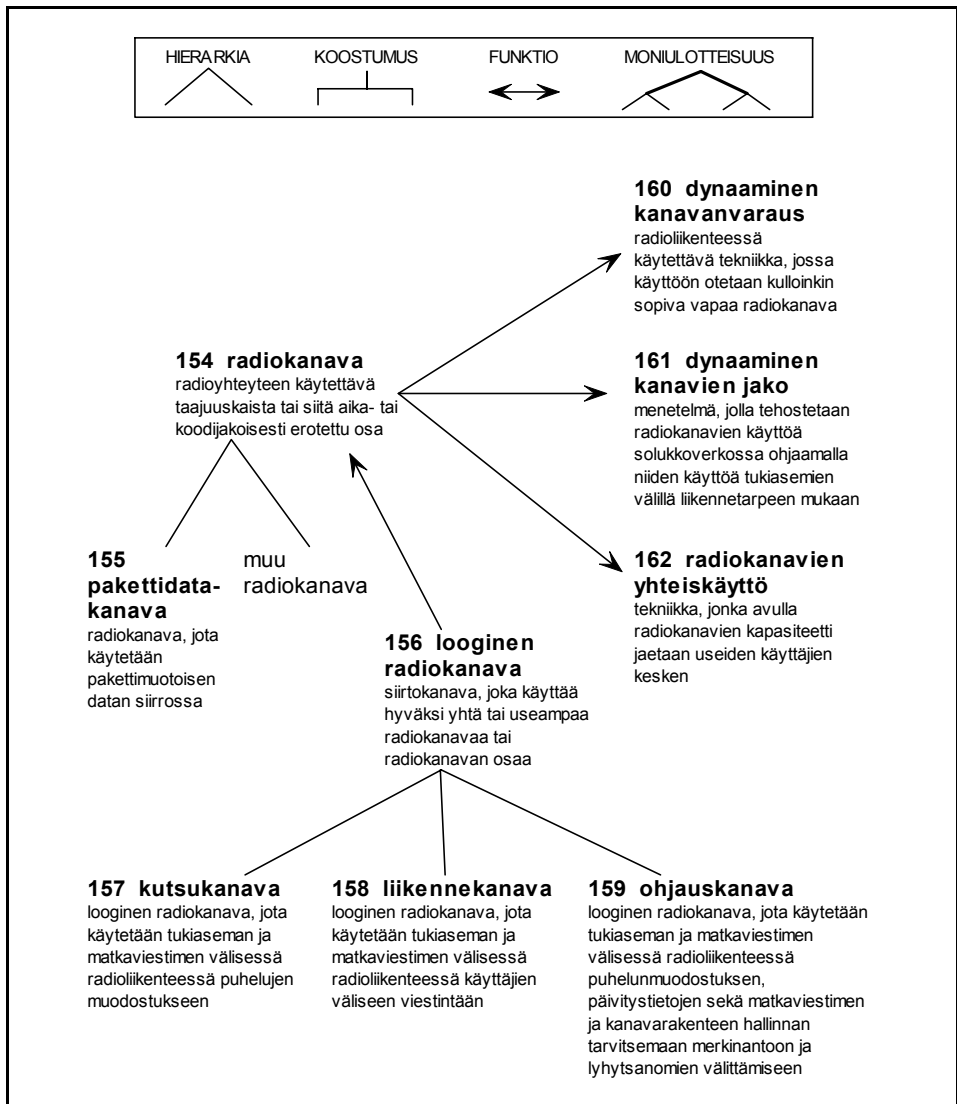 HIERARKIA KOOSTUMUS FUNKTIO MONIULOTTEISUUS
160 dynaaminen
kanavanvaraus
radioliikenteessä
käytettävä tekniikka, jossa
käyttöön otetaan kulloinkin
sopiva vapaa radiokanava
154 radiokanava
radioyhteyteen käytettävä
taajuuskaista tai siitä aika- tai
koodijakoisesti erotettu osa
161 dynaaminen
kanavien jako
menetelmä, jolla tehostetaan
radiokanavien käyttöä
solukkoverkossa ohjaamalla
niiden käyttöä tukiasemien
välillä liikennetarpeen mukaan
155
pakettidata-
kanava
radiokanava, jota
käytetään
pakettimuotoisen
datan siirrossa
muu
radiokanava
162 radiokanavien
yhteiskäyttö
tekniikka, jonka avulla
radiokanavien kapasiteetti
jaetaan useiden käyttäjien
kesken
156 looginen
radiokanava
siirtokanava, joka käyttää
hyväksi yhtä tai useampaa
radiokanavaa tai
radiokanavan osaa
157 kutsukanava
looginen radiokanava, jota
käytetään tukiaseman ja
matkaviestimen välisessä
radioliikenteessä puhelujen
muodostukseen
158 liikennekanava
looginen radiokanava, jota
käytetään tukiaseman ja
matkaviestimen välisessä
radioliikenteessä käyttäjien
väliseen viestintään
159 ohjauskanava
looginen radiokanava, jota käytetään
tukiaseman ja matkaviestimen
välisessä radioliikenteessä
puhelunmuodostuksen,
päivitystietojen sekä matkaviestimen
ja kanavarakenteen hallinnan
tarvitsemaan merkinantoon ja
lyhytsanomien välittämiseen